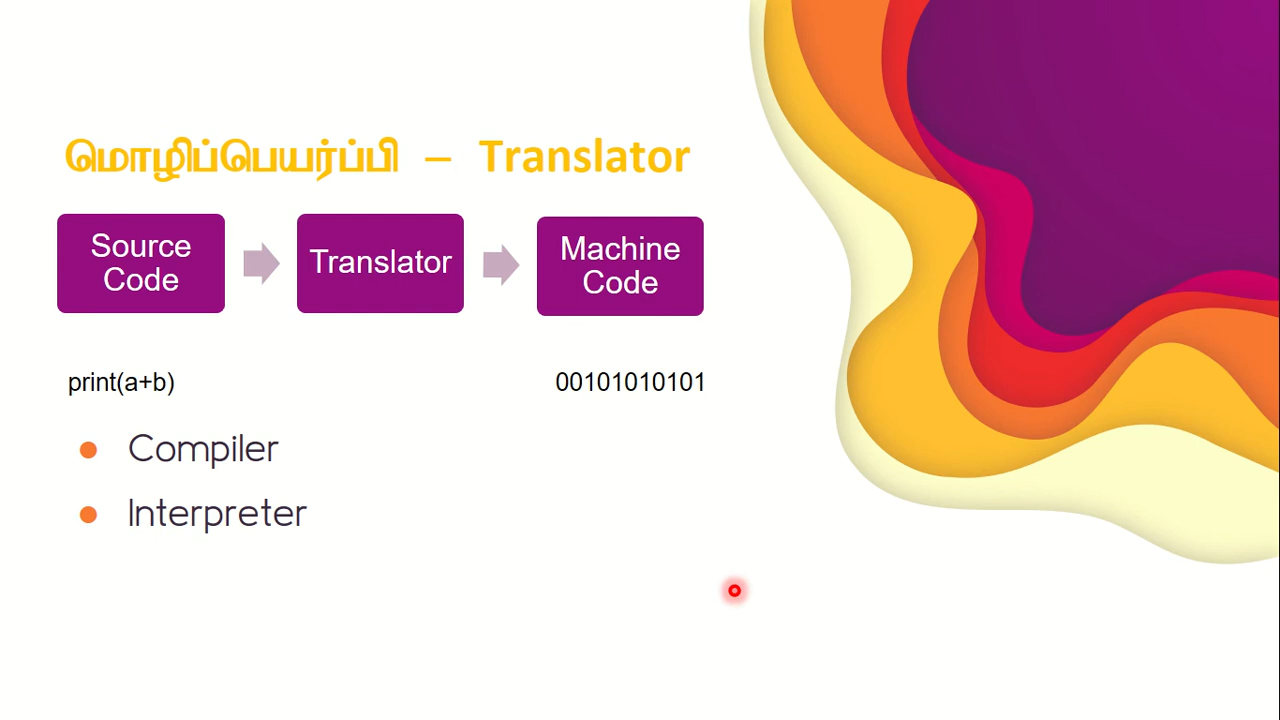 மொழிப்பெயர்ப்பி – Translator
Source
Code
Translator
Machine
Code
print(a+b)
00101010101
Compiler
Interpreter